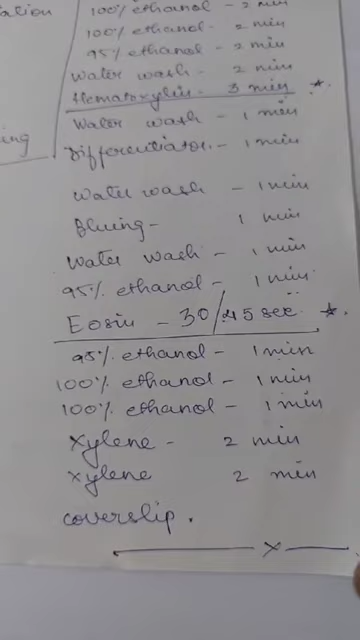 100% ethanol - 2 min
100% ethanol - 2 min
95% ethanol - 2 min
Water wash - 2 min
Hematoxylin - 3 min *
Water wash - 1 min
Differentiator - 1 min
Water wash - 1 min
Bluing - 1 min
Water wash - 1 min
95% ethanol - 1 min
Eosin - 30/45 sec *
95% ethanol - 1 min
100% ethanol - 1 min
100% ethanol - 1 min
Xylene - 2 min
Xylene 2 min
coverslip.
x